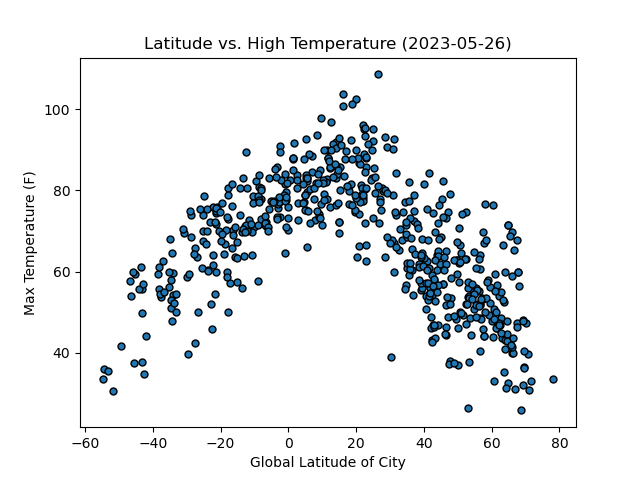 Latitude vs. High Temperature (2023-05-26)
100
80
60
40
Max Temperature (F)
−60 −40 −20 0 20 40 60 80
Global Latitude of City